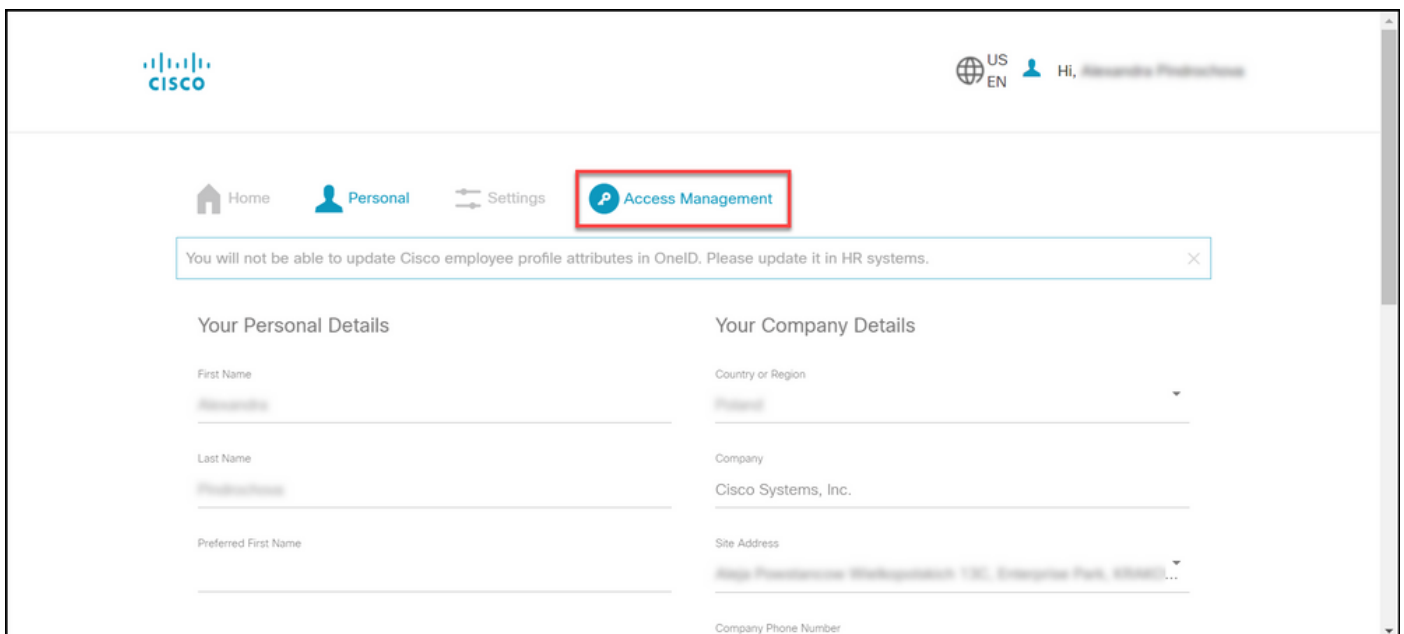 CISCO
US
EN
Hi,
Home
Personal
Settings
Access Management
You will not be able to update Cisco employee profile attributes in OneID. Please update it in HR systems.
Your Personal Details
First Name
Last Name
Preferred First Name
Your Company Details
Country or Region
Company
Cisco Systems, Inc.
Site Address
Company Phone Number